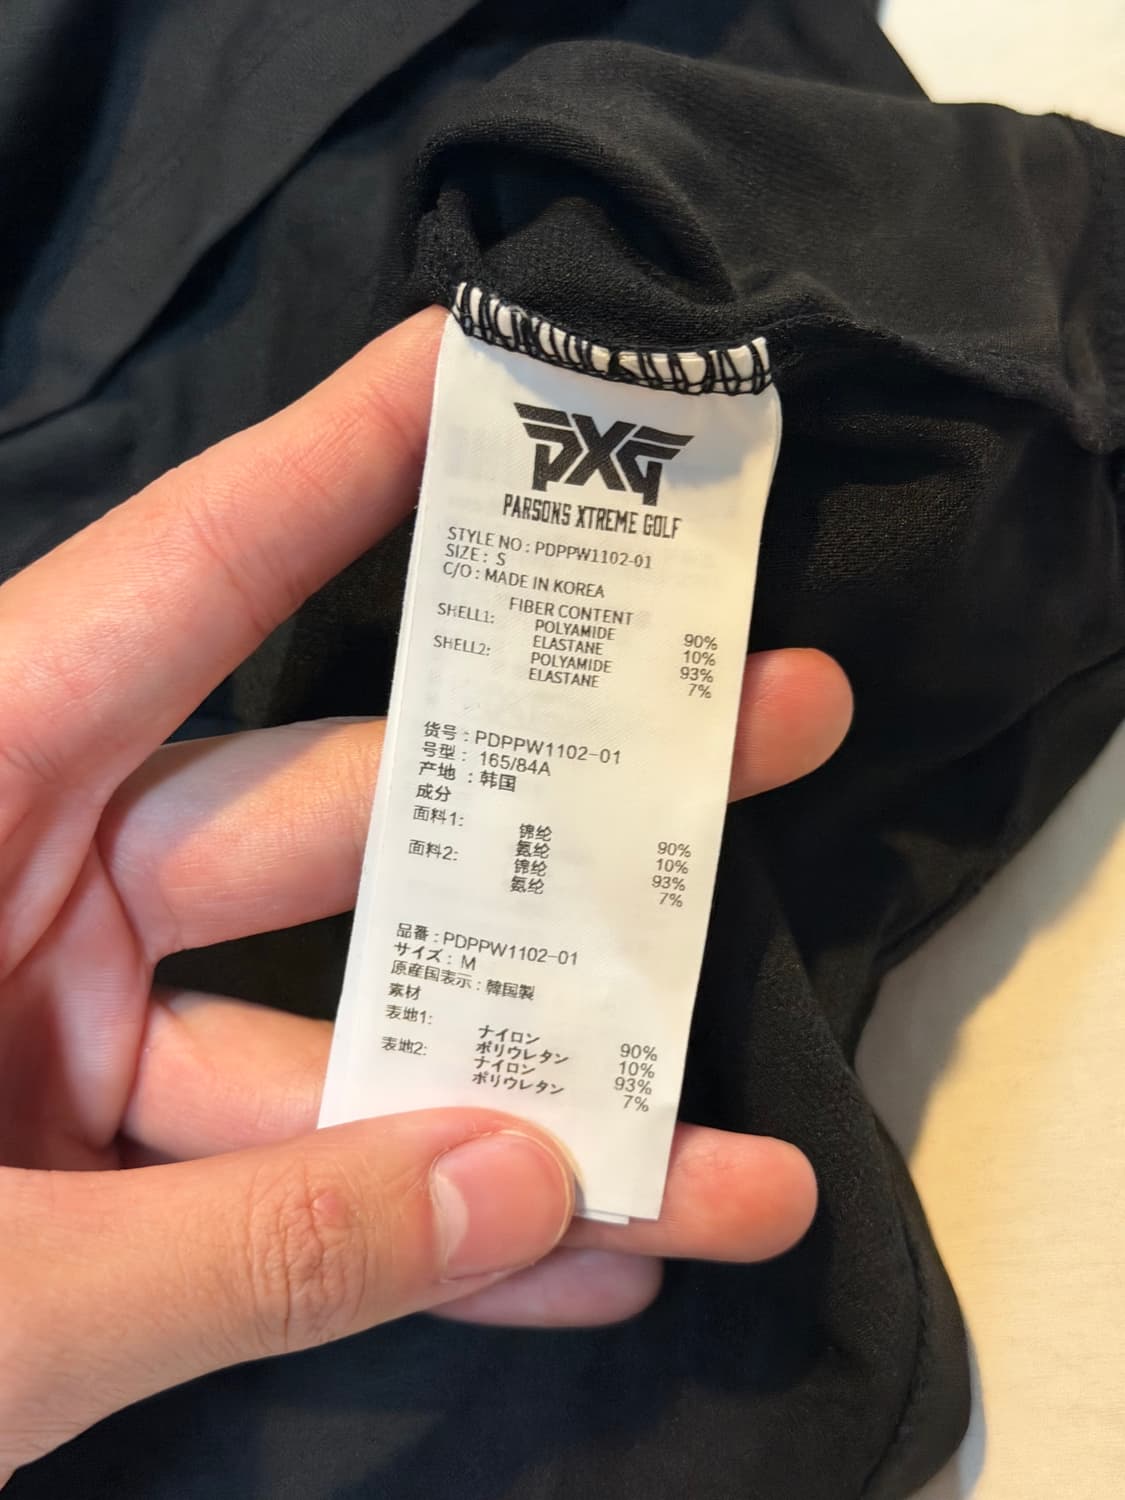 PXG
PARSONS XTREME GOLF
STYLE NO : PDPPW1102-01
SIZE : S
C/O : MADE IN KOREA
FIBER CONTENT
SHELL1: POLYAMIDE 90%
ELASTANE 10%
SHELL2: POLYAMIDE 93%
ELASTANE 7%
货号 : PDPPW1102-01
号型 : 165/84A
产地 : 韩国
成分
面料1: 锦纶 90%
氨纶 10%
面料2: 锦纶 93%
氨纶 7%
品番 : PDPPW1102-01
サイズ : M
原産国表示 : 韓国製
素材
表地1: ナイロン 90%
ポリウレタン 10%
表地2: ナイロン 93%
ポリウレタン 7%